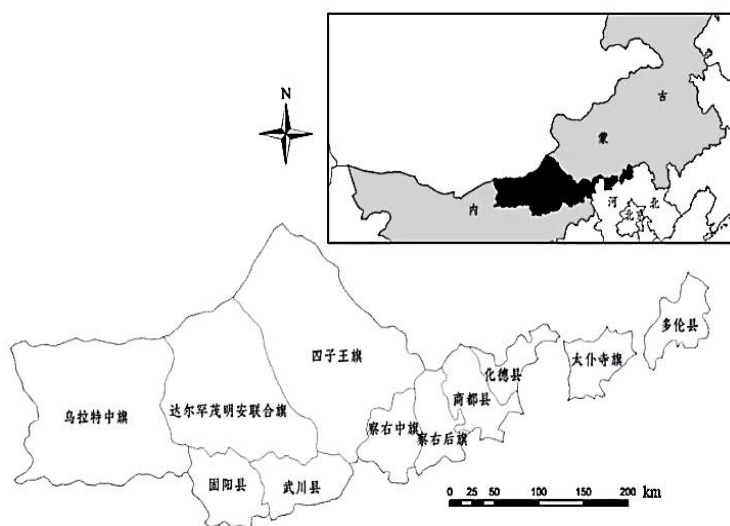 N
古
蒙
内
河 北
北京
多伦县
四子王旗
化德县
太仆寺旗
商都县
乌拉特中旗
达尔罕茂明安联合旗
察右中旗
察右后旗
固阳县
武川县
0 25 50 100 150 200 km